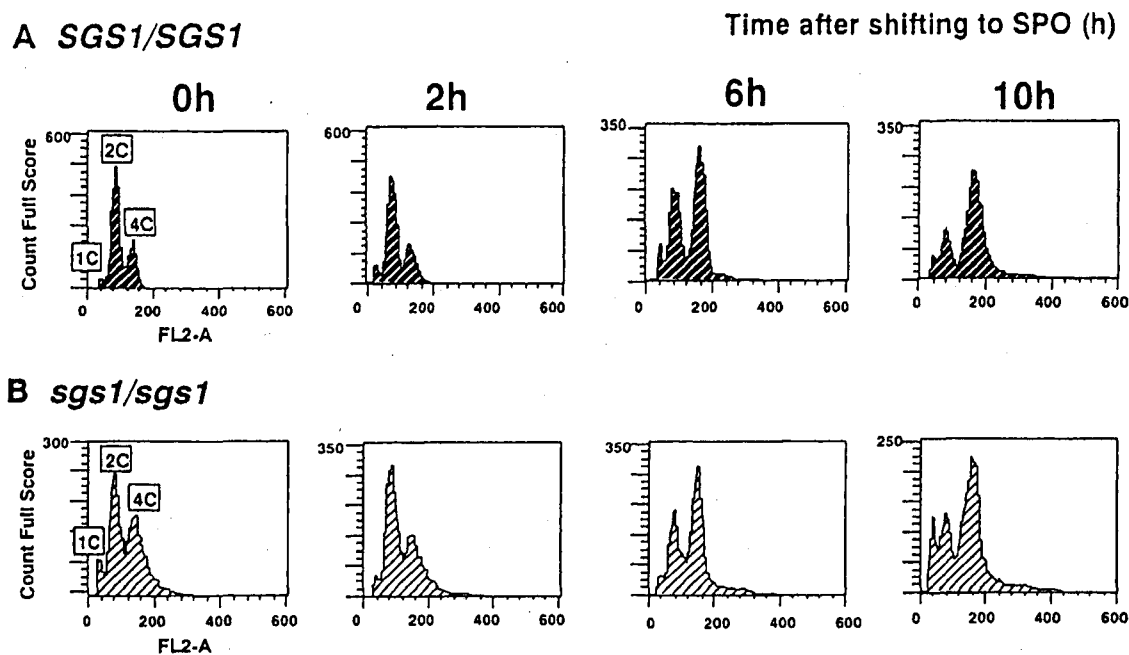 A SGS1/SGS1
Time after shifting to SPO (h)
0h 2h 6h 10h
600 600 350 350
2C
4C
1C
Count Full Score
0 200 400 600 0 200 400 600 0 200 400 600 0 200 400 600
FL2-A
B sgs1/sgs1
300 350 350 250
2C
4C
1C
Count Full Score
0 200 400 600 0 200 400 600 0 200 400 600 0 200 400 600
FL2-A